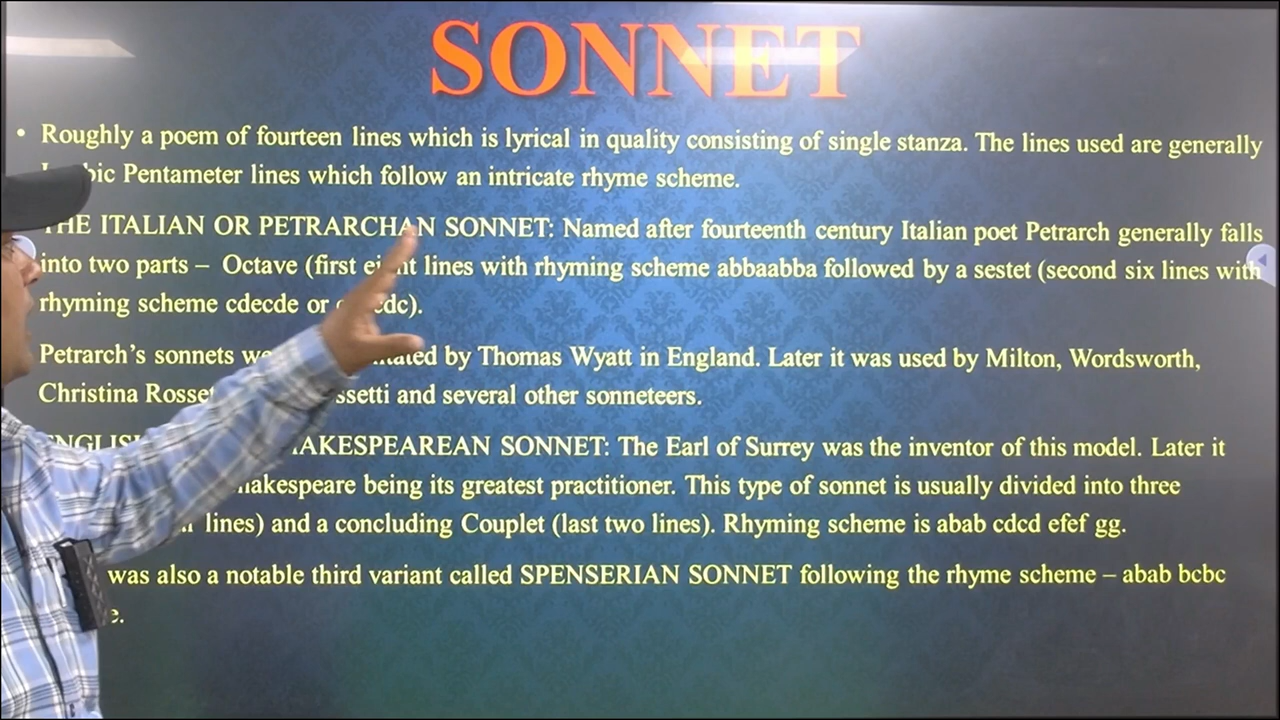 SONNET
• Roughly a poem of fourteen lines which is lyrical in quality consisting of single stanza. The lines used are generally
Pentameter lines which follow an intricate rhyme scheme.
THE ITALIAN OR PETRARCHAN SONNET: Named after fourteenth century Italian poet Petrarch generally falls
into two parts – Octave (first eight lines with rhyming scheme abbaabba followed by a sestet (second six lines with
rhyming scheme cdecde or
Petrarch's sonnets by Thomas Wyatt in England. Later it was used by Milton, Wordsworth,
Christina and several other sonneteers.
SONNET: The Earl of Surrey was the inventor of this model. Later it
being its greatest practitioner. This type of sonnet is usually divided into three
lines) and a concluding Couplet (last two lines). Rhyming scheme is abab cdcd efef gg.
was also a notable third variant called SPENSERIAN SONNET following the rhyme scheme – abab bcbc